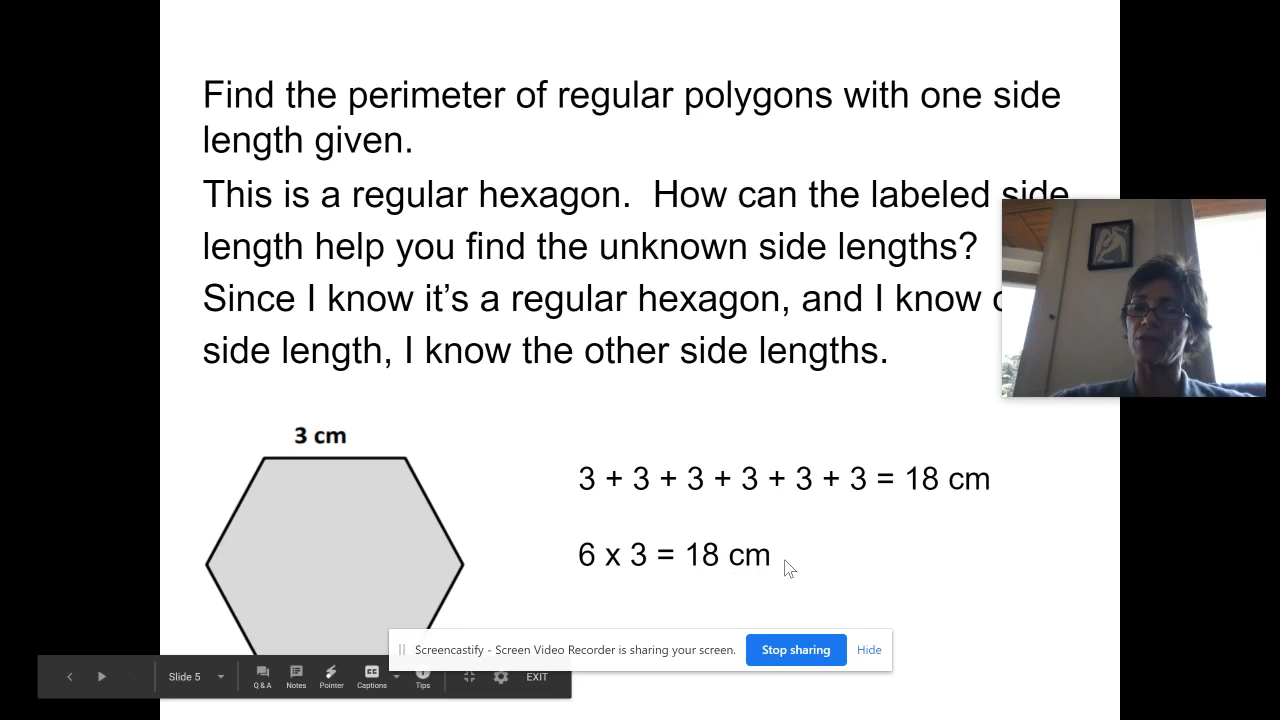 Find the perimeter of regular polygons with one side
length given.
This is a regular hexagon.  How can the labeled side
length help you find the unknown side lengths?
Since I know it’s a regular hexagon, and I know
side length, I know the other side lengths.
3 cm
3 + 3 + 3 + 3 + 3 + 3 = 18 cm
6 x 3 = 18 cm
Screencastify - Screen Video Recorder is sharing your screen.
Stop sharing
Hide
Slide 5
Q & A
Notes
Pointer
CC
Captions
Tips
EXIT